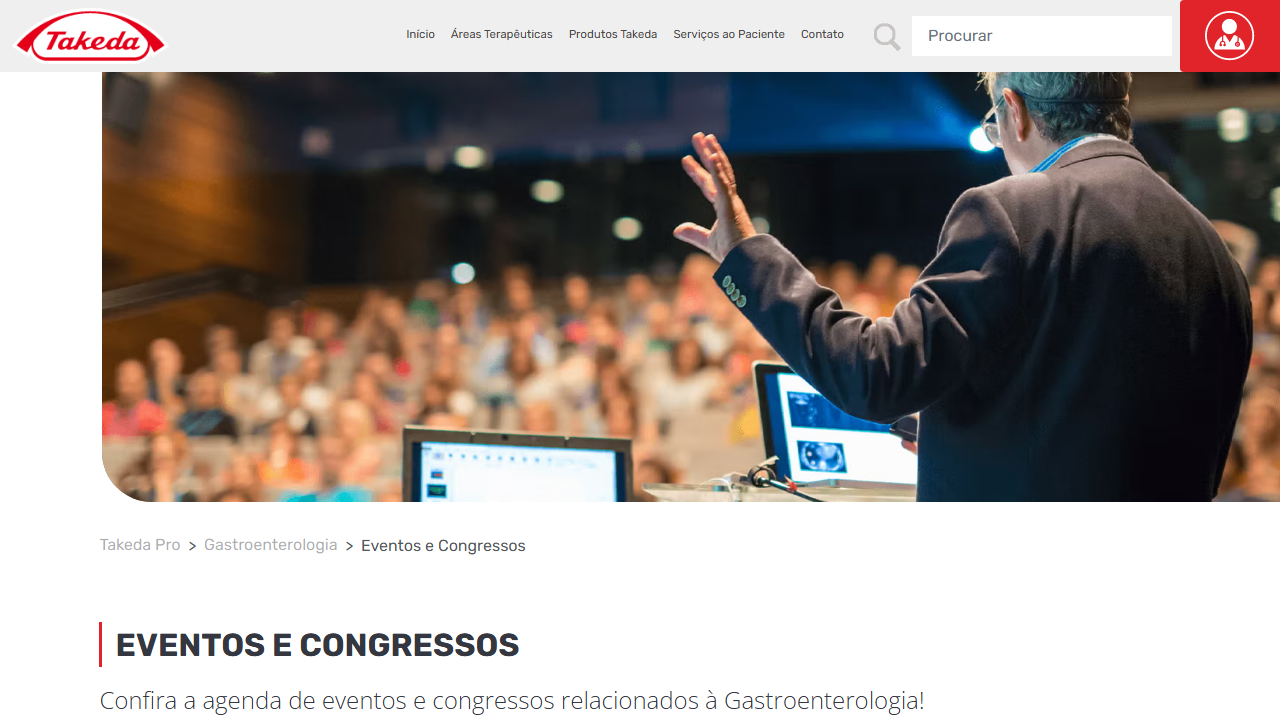 Takeda
Início
Áreas Terapêuticas
Produtos Takeda
Serviços ao Paciente
Contato
Procurar
Takeda Pro > Gastroenterologia > Eventos e Congressos
EVENTOS E CONGRESSOS
Confira a agenda de eventos e congressos relacionados à Gastroenterologia!